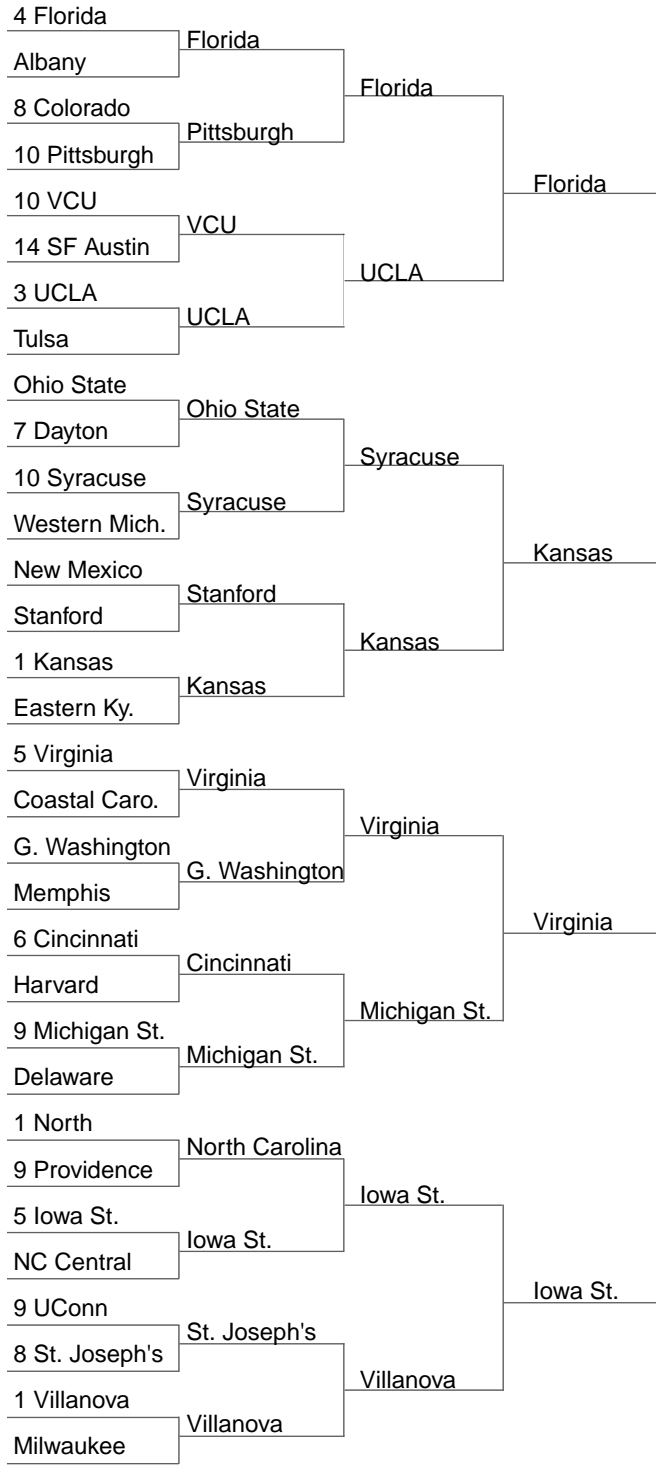 4 Florida
Albany
8 Colorado
10 Pittsburgh
10 VCU
14 SF Austin
3 UCLA
Tulsa
Ohio State
7 Dayton
10 Syracuse
Western Mich.
New Mexico
Stanford
1 Kansas
Eastern Ky.
5 Virginia
Coastal Caro.
G. Washington
Memphis
6 Cincinnati
Harvard
9 Michigan St.
Delaware
1 North
9 Providence
5 Iowa St.
NC Central
9 UConn
8 St. Joseph's
1 Villanova
Milwaukee
Florida
Pittsburgh
VCU
UCLA
Ohio State
Syracuse
Stanford
Kansas
Virginia
G. Washington
Cincinnati
Michigan St.
North Carolina
Iowa St.
St. Joseph's
Villanova
Florida
UCLA
Syracuse
Kansas
Virginia
Michigan St.
Iowa St.
Villanova
Florida
Kansas
Virginia
Iowa St.